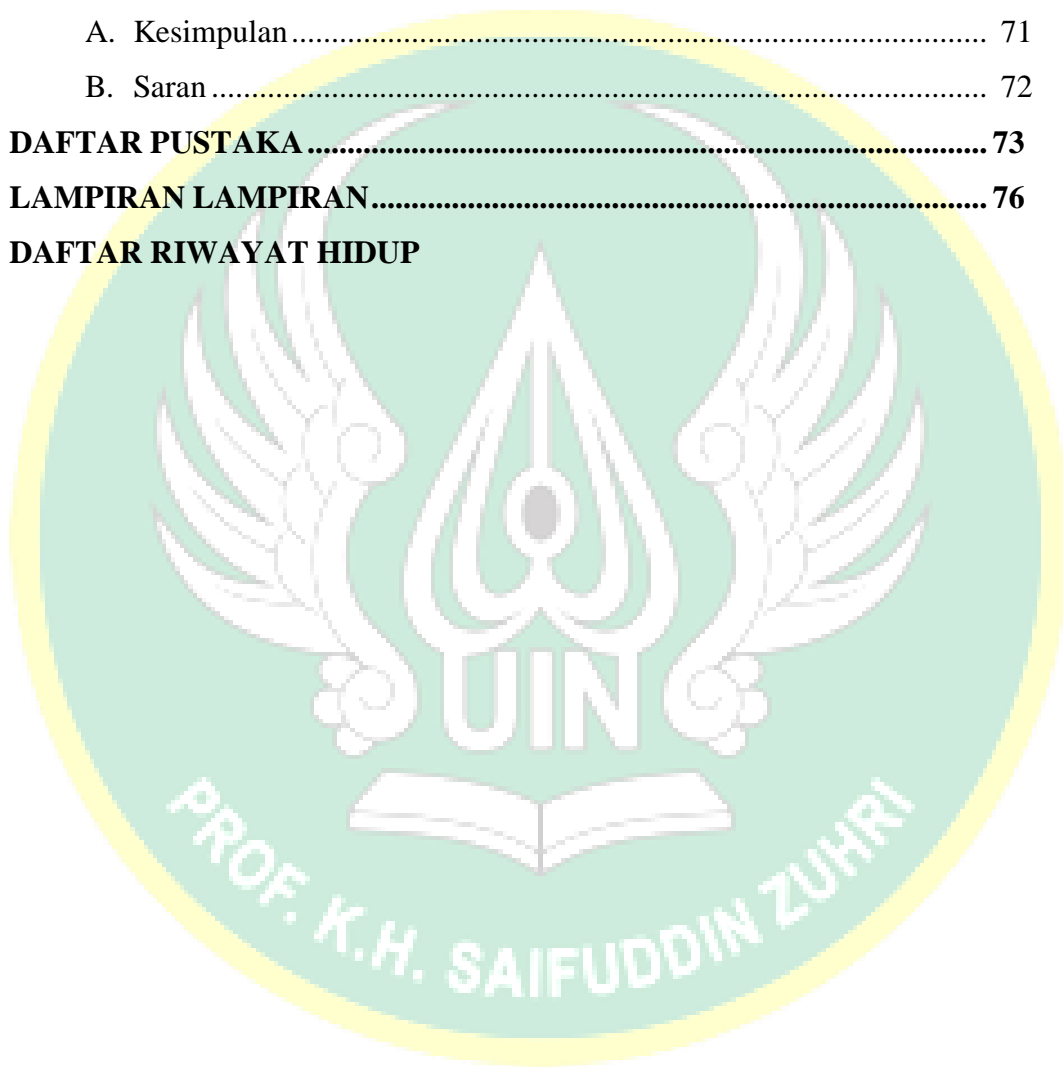 A. Kesimpulan........................................................................................ 71
B. Saran.................................................................................................. 72
DAFTAR PUSTAKA...................................................................................... 73
LAMPIRAN LAMPIRAN.............................................................................. 76
DAFTAR RIWAYAT HIDUP
UIN
PROF. K.H. SAIFUDDIN ZUHRI